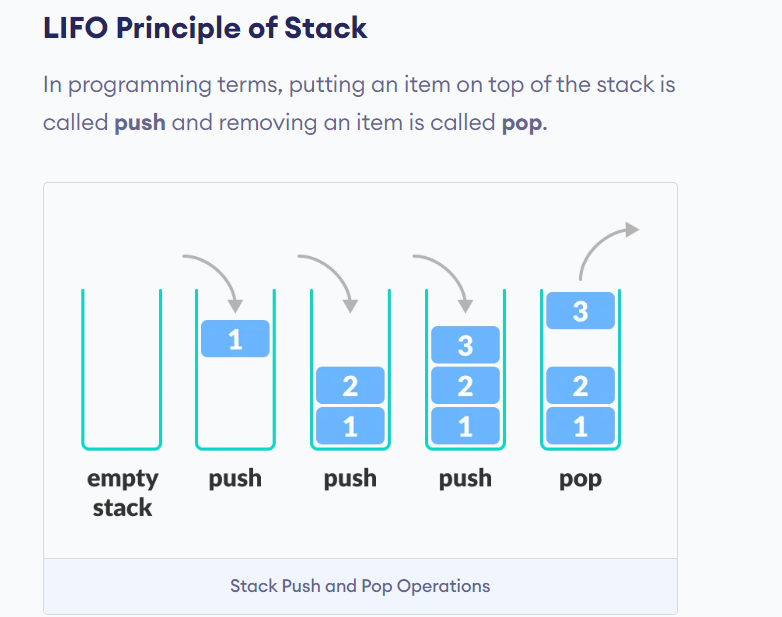 LIFO Principle of Stack
In programming terms, putting an item on top of the stack is
called push and removing an item is called pop.
1
2
1
3
2
1
3
2
1
empty
stack
push
push
push
pop
Stack Push and Pop Operations